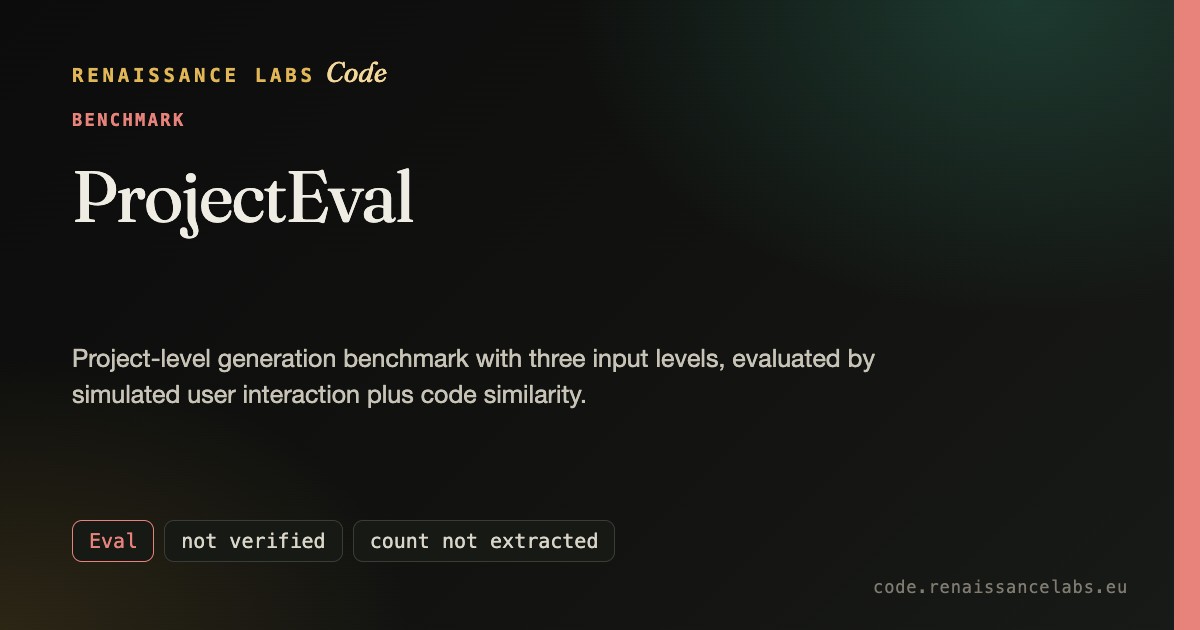 RENAISSANCE LABS Code
BENCHMARK
ProjectEval
Project-level generation benchmark with three input levels, evaluated by
simulated user interaction plus code similarity.
Eval not verified count not extracted
code.renaissancelabs.eu